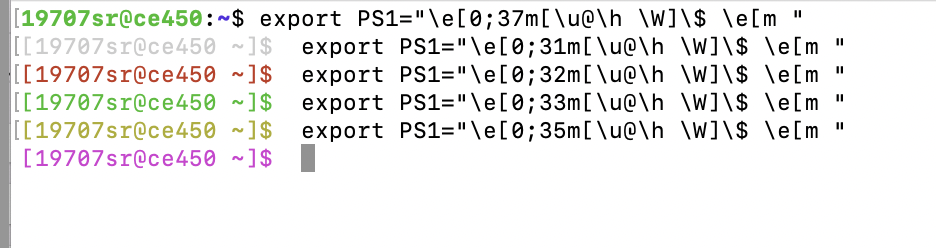 [19707sr@ce450:~$ export PS1="\e[0;37m[\u@\h \W]\$ \e[m "
[[19707sr@ce450 ~]$  export PS1="\e[0;31m[\u@\h \W]\$ \e[m "
[[19707sr@ce450 ~]$  export PS1="\e[0;32m[\u@\h \W]\$ \e[m "
[[19707sr@ce450 ~]$  export PS1="\e[0;33m[\u@\h \W]\$ \e[m "
[[19707sr@ce450 ~]$  export PS1="\e[0;35m[\u@\h \W]\$ \e[m "
[19707sr@ce450 ~]$